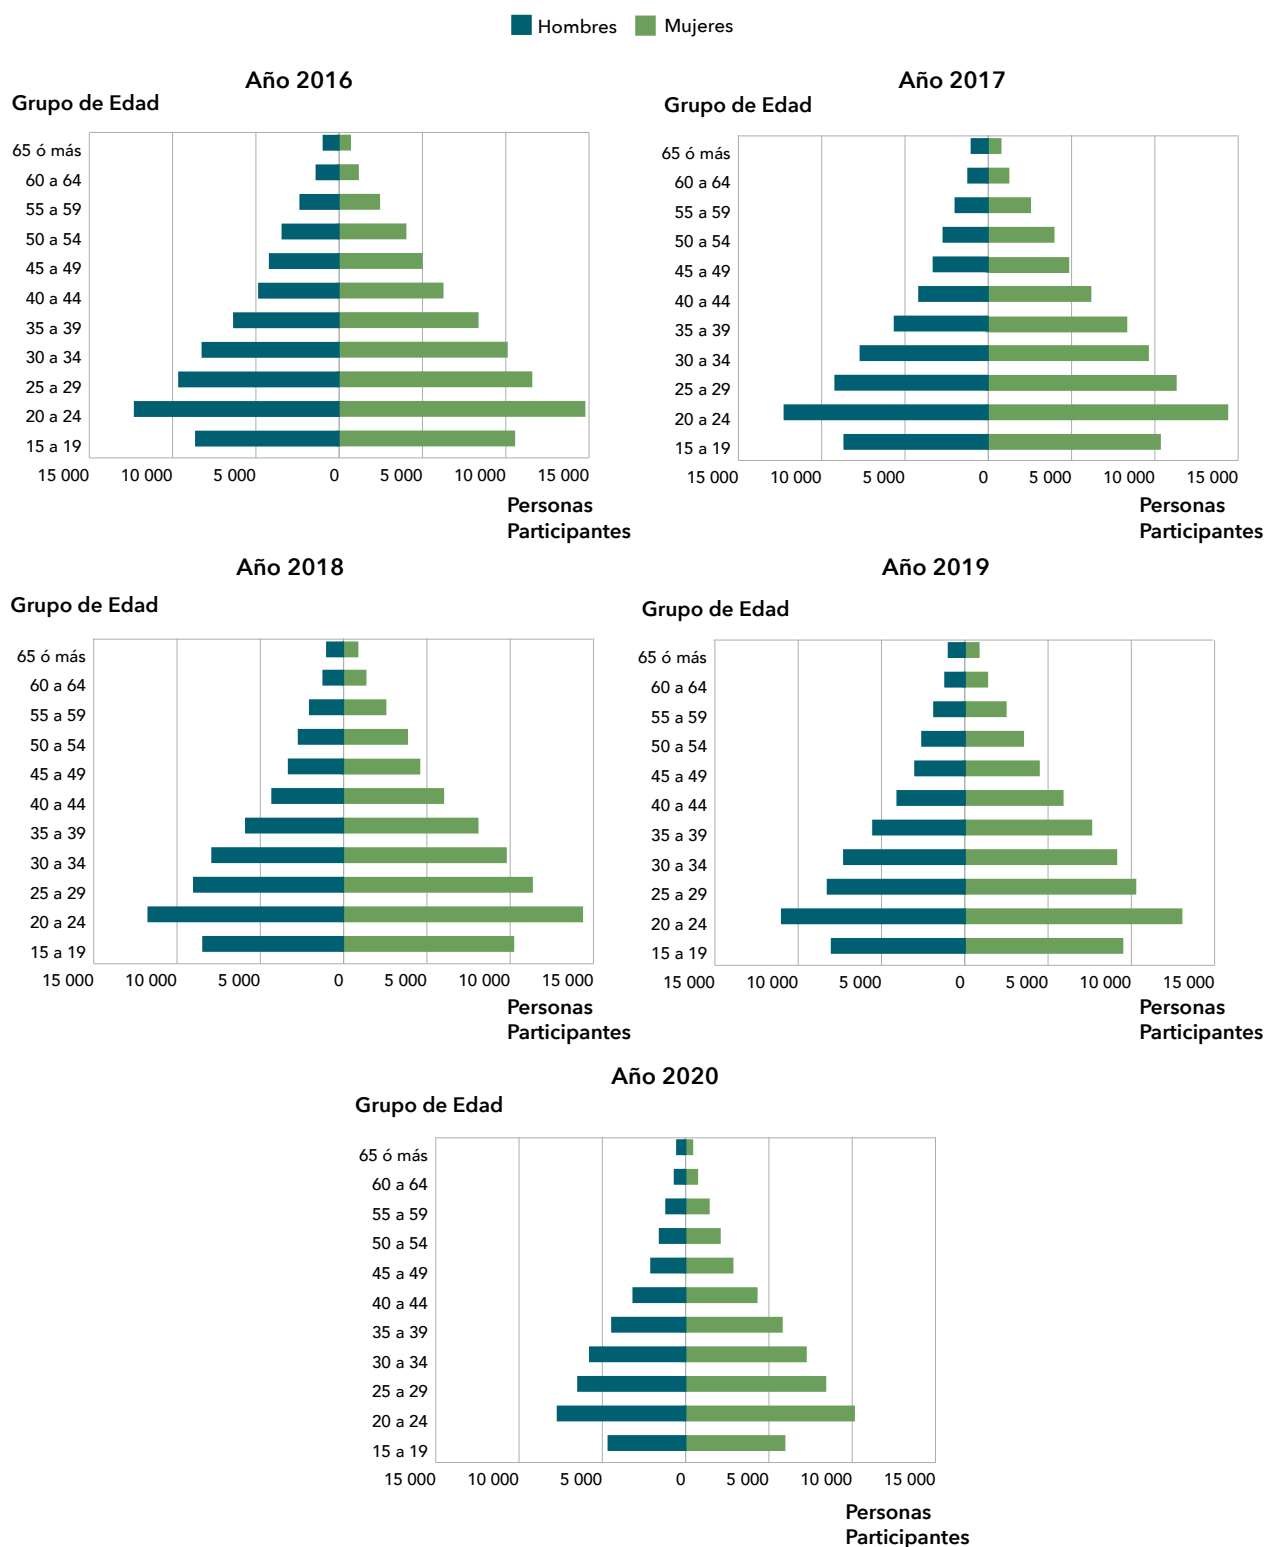 Hombres Mujeres
Año 2016
Grupo de Edad
65 ó más
60 a 64
55 a 59
50 a 54
45 a 49
40 a 44
35 a 39
30 a 34
25 a 29
20 a 24
15 a 19
15 000 10 000 5 000 0 5 000 10 000 15 000
Personas
Participantes
Año 2017
Grupo de Edad
65 ó más
60 a 64
55 a 59
50 a 54
45 a 49
40 a 44
35 a 39
30 a 34
25 a 29
20 a 24
15 a 19
15 000 10 000 5 000 0 5 000 10 000 15 000
Personas
Participantes
Año 2018
Grupo de Edad
65 ó más
60 a 64
55 a 59
50 a 54
45 a 49
40 a 44
35 a 39
30 a 34
25 a 29
20 a 24
15 a 19
15 000 10 000 5 000 0 5 000 10 000 15 000
Personas
Participantes
Año 2019
Grupo de Edad
65 ó más
60 a 64
55 a 59
50 a 54
45 a 49
40 a 44
35 a 39
30 a 34
25 a 29
20 a 24
15 a 19
15 000 10 000 5 000 0 5 000 10 000 15 000
Personas
Participantes
Año 2020
Grupo de Edad
65 ó más
60 a 64
55 a 59
50 a 54
45 a 49
40 a 44
35 a 39
30 a 34
25 a 29
20 a 24
15 a 19
15 000 10 000 5 000 0 5 000 10 000 15 000
Personas
Participantes